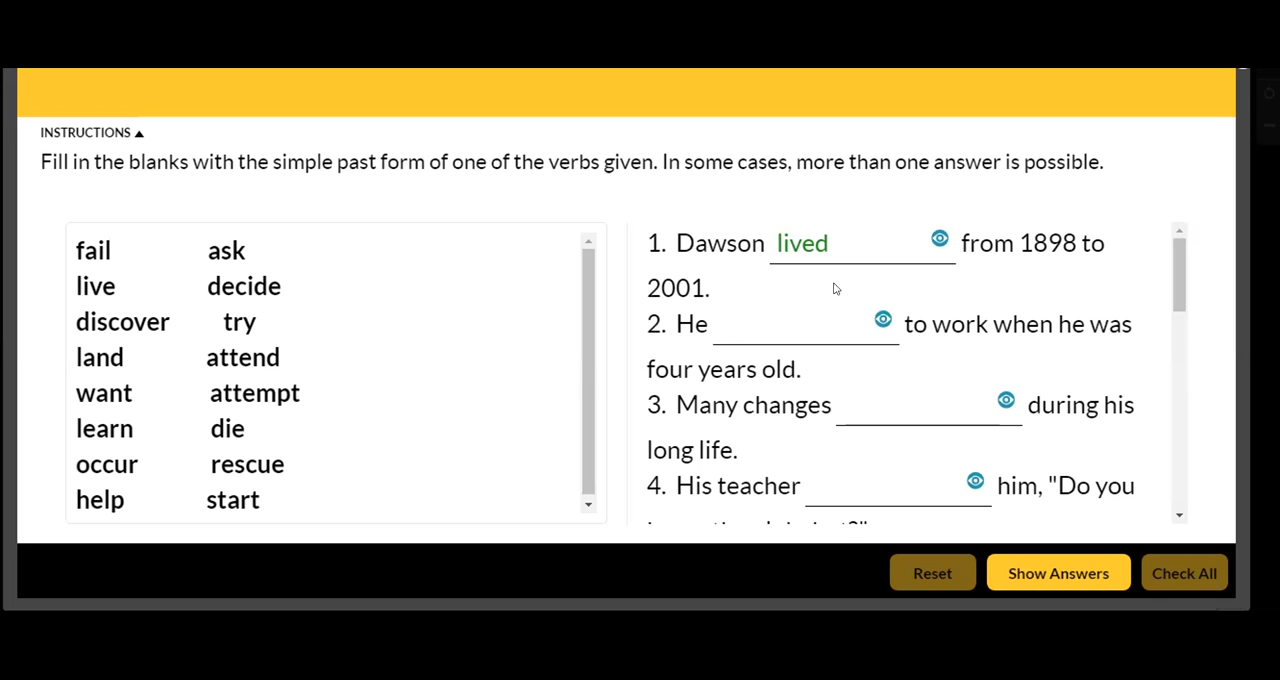 INSTRUCTIONS
Fill in the blanks with the simple past form of one of the verbs given. In some cases, more than one answer is possible.
fail ask
live decide
discover try
land attend
want attempt
learn die
occur rescue
help start
1. Dawson lived from 1898 to
2001.
2. He to work when he was
four years old.
3. Many changes during his
long life.
4. His teacher him, "Do you
Reset Show Answers Check All